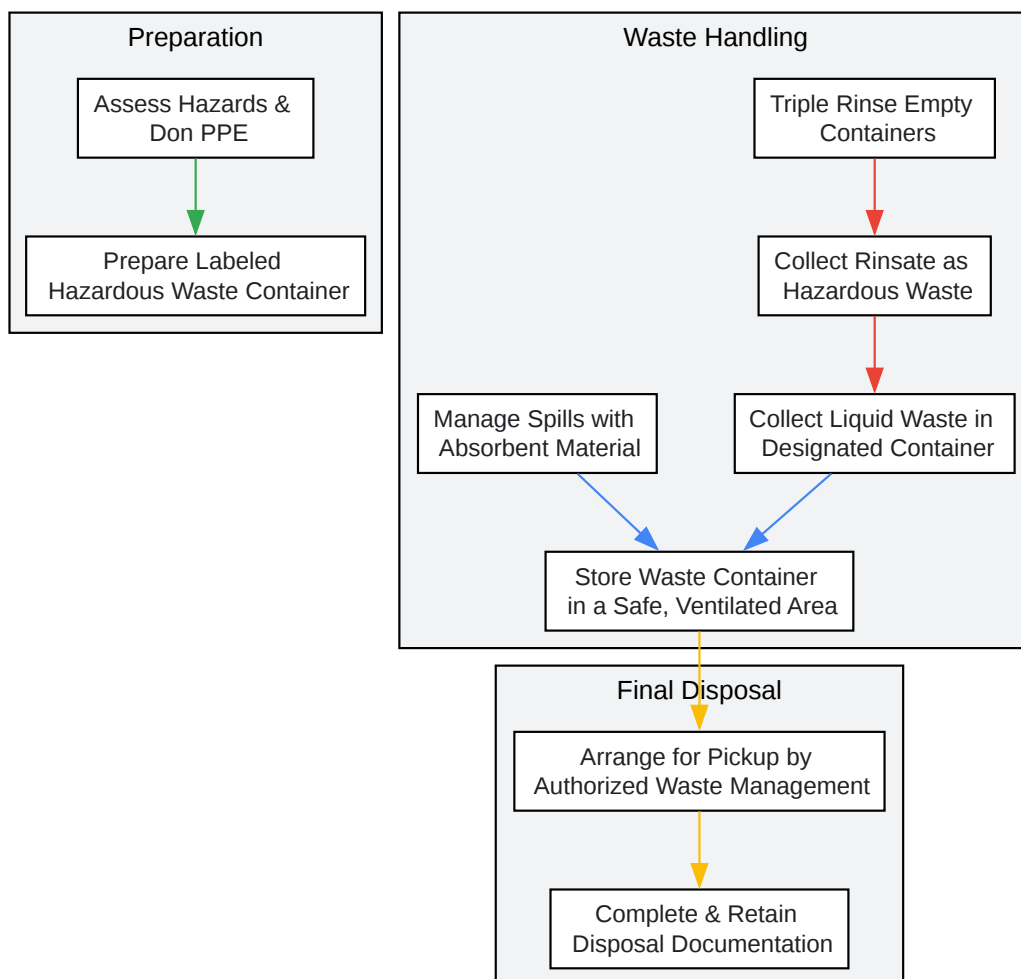 Preparation
Assess Hazards &
Don PPE
Prepare Labeled
Hazardous Waste Container
Waste Handling
Triple Rinse Empty
Containers
Collect Rinsate as
Hazardous Waste
Manage Spills with
Absorbent Material
Collect Liquid Waste in
Designated Container
Store Waste Container
in a Safe, Ventilated Area
Final Disposal
Arrange for Pickup by
Authorized Waste Management
Complete & Retain
Disposal Documentation